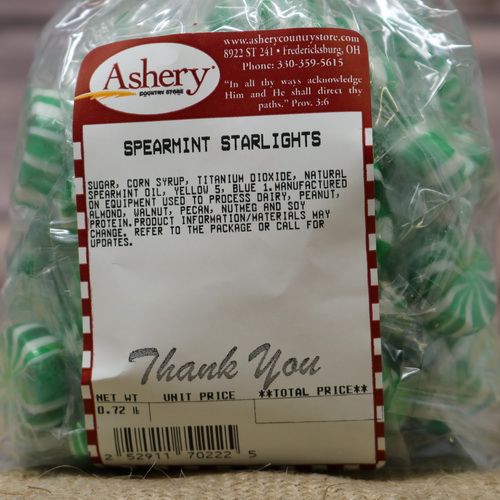 Ashery
COUNTRY STORE
www.asherycountrystore.com
8922 ST 241 • Fredericksburg, OH
Phone: 330-359-5615
"In all thy ways acknowledge
Him and He shall direct thy
paths." Prov. 3:6
SPEARMINT STARLIGHTS
SUGAR, CORN SYRUP, TITANIUM DIOXIDE, NATURAL
SPEARMINT OIL, YELLOW 5, BLUE 1.MANUFACTURED
ON EQUIPMENT USED TO PROCESS DAIRY, PEANUT,
ALMOND, WALNUT, PECAN, NUTMEG AND SOY
PROTEIN.PRODUCT INFORMATION/MATERIALS MAY
CHANGE. REFER TO THE PACKAGE OR CALL FOR
UPDATES.
Thank You
NET WT UNIT PRICE **TOTAL PRICE**
0.72 lb
2 52911 70222 5